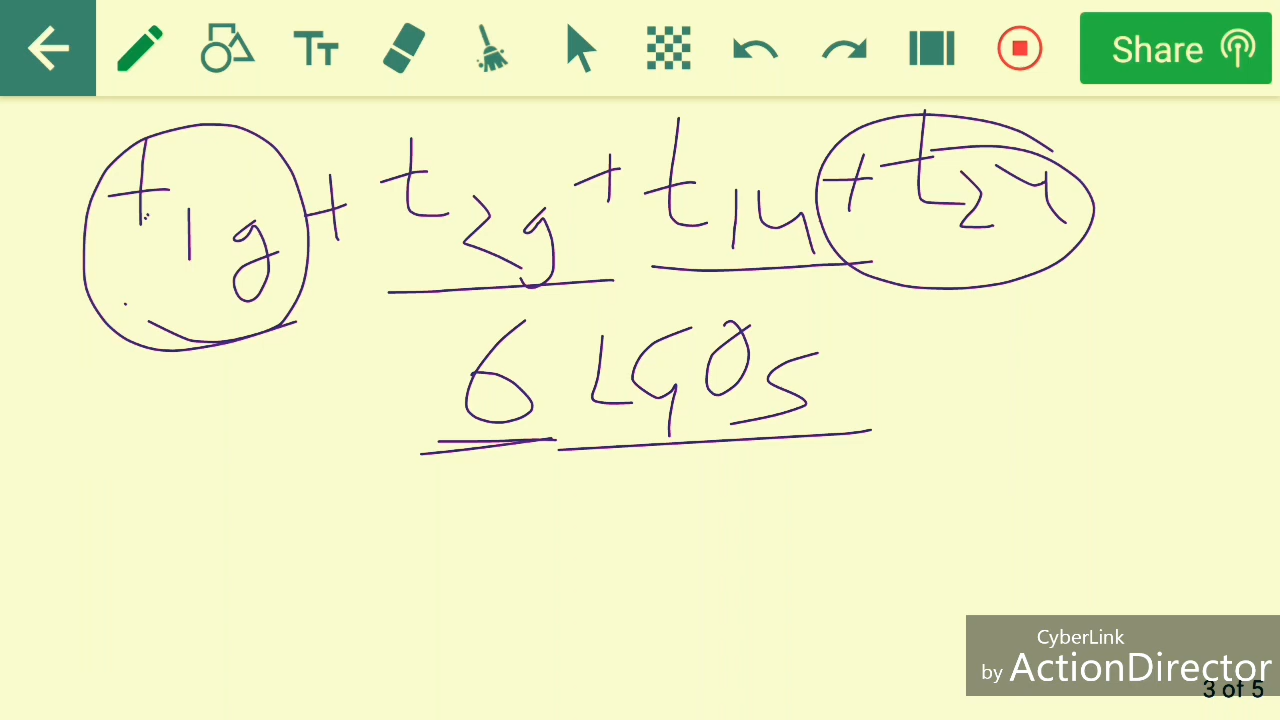 Share
t1g + t2g + t1u + t2u
6 LGOs
CyberLink
by ActionDirector
3 of 5